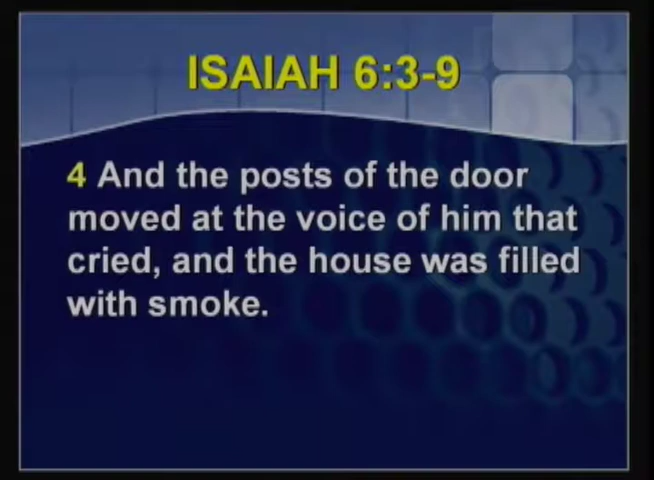 ISAIAH 6:3-9
4 And the posts of the door
moved at the voice of him that
cried, and the house was filled
with smoke.